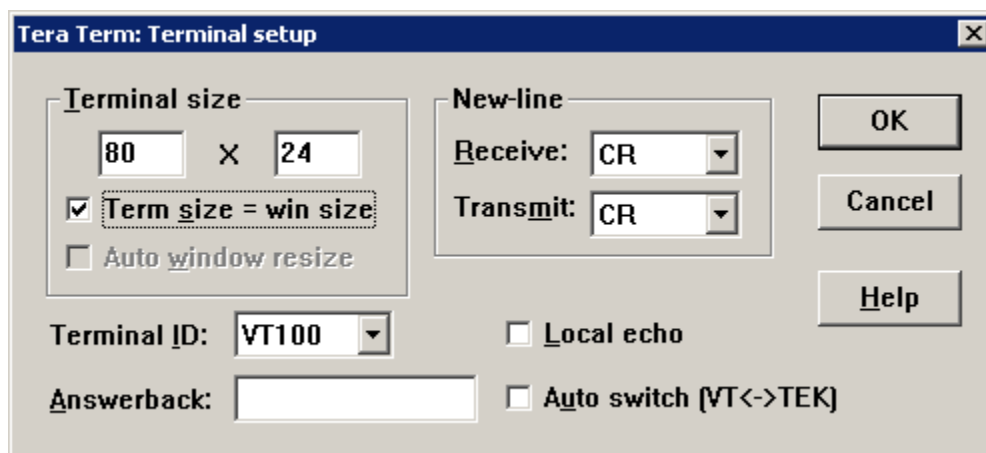 Tera Term: Terminal setup
Terminal size
80 X 24
Term size = win size
Auto window resize
New-line
Receive: CR
Transmit: CR
OK
Cancel
Help
Terminal ID: VT100
Local echo
Answerback:
Auto switch (VT<->TEK)